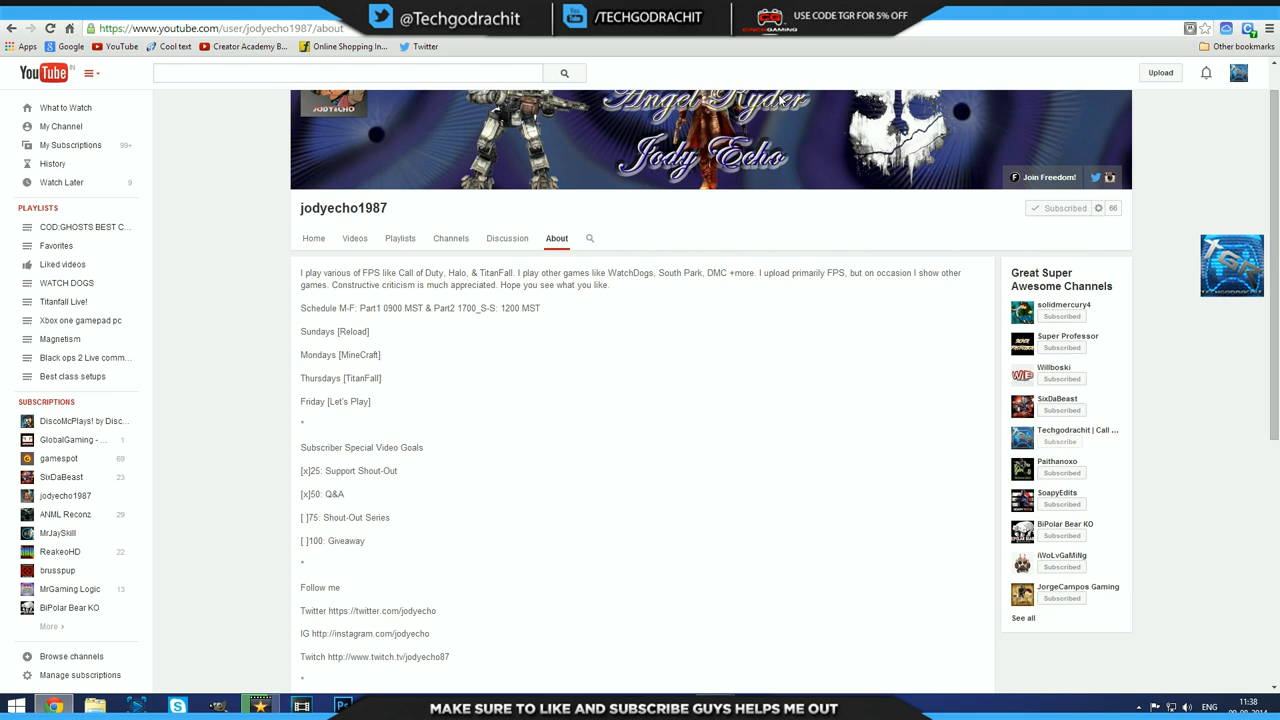 @Techgodrachit
/TECHGODRACHIT
USE CODE TGR FOR 5% OFF
https://www.youtube.com/user/jodyecho1987/about
Apps Google YouTube Creator Academy B... Cool text Online Shopping In... Twitter Other bookmarks
YouTube IN
Upload
What to Watch
My Channel
My Subscriptions 99+
History
Watch Later 9
PLAYLISTS
COD:GHOSTS BEST C...
Favorites
Liked videos
WATCH DOGS
Titanfall Live!
Xbox one gamepad pc
Magnetism
Black ops 2 Live comm...
Best class setups
SUBSCRIPTIONS
DiscoMcPlays! by Disc...
GlobalGaming - ... 1
gamespot 69
SixDaBeast 23
jodyecho1987
ANML Reconz 29
MrJaySkill
ReakeoHD 22
brusspup
MrGaming Logic 13
BiPolar Bear KO
More ›
Browse channels
Manage subscriptions
JODYECHO
Angel Ryder
Jody Echo
Join Freedom!
jodyecho1987
Subscribed 66
Home Videos Playlists Channels Discussion About
I play various of FPS like Call of Duty, Halo, & TitanFall. I play other games like WatchDogs, South Park, DMC +more. I upload primarily FPS, but on occasion I show other
games. Constructive criticism is much appreciated. Hope you see what you like.
Schedule M-F: Part1 0900 MST & Part2 1700_S-S: 1200 MST
Sundays [Reload]
Mondays [MineCraft]
Thursdays [TitanFall]
Friday [Let's Play]
*
Subscriber Special Video Goals
[x]25: Support Shout-Out
[x]50: Q&A
[ ]75: Shout-Out Series
[ ]100: Giveaway
*
Follow me
Twitter https://twitter.com/jodyecho
IG http://instagram.com/jodyecho
Twitch http://www.twitch.tv/jodyecho87
*
Great Super
Awesome Channels
solidmercury4
Subscribed
Super Professor
Subscribed
Willboski
Subscribed
SixDaBeast
Subscribed
Techgodrachit | Call ...
Subscribe
Paithanoxo
Subscribed
SoapyEdits
Subscribed
BiPolar Bear KO
Subscribed
iWoLvGaMiNg
Subscribed
JorgeCampos Gaming
Subscribed
See all
TGR
TECHGODRACHIT
ENG
11:38
MAKE SURE TO LIKE AND SUBSCRIBE GUYS HELPS ME OUT